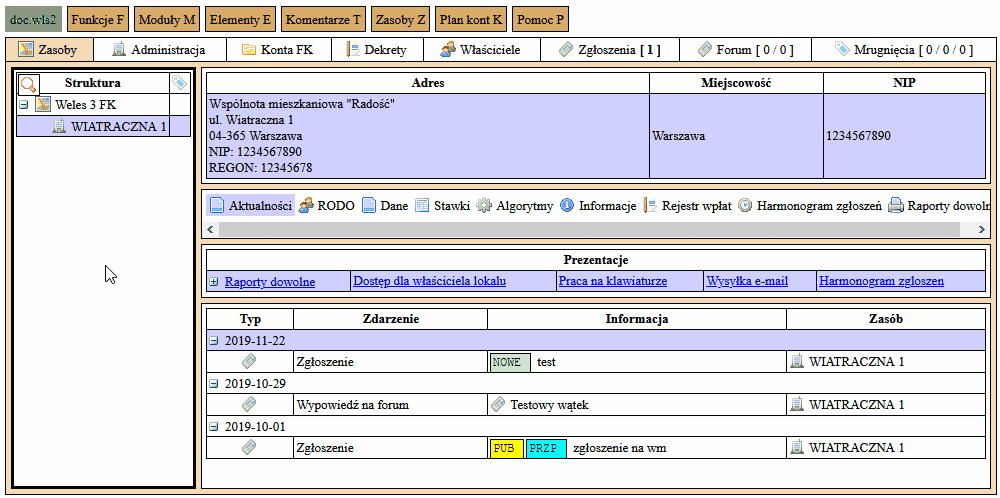 doc.wls2 Funkcje F Moduły M Elementy E Komentarze T Zasoby Z Plan kont K Pomoc P
Zasoby Administracja Konta FK Dekrety Właściciele Zgłoszenia [ 1 ] Forum [ 0 / 0 ] Mrugnięcia [ 0 / 0 / 0 ]
Struktura
Weles 3 FK
WIATRACZNA 1
Adres Miejscowość NIP
Wspólnota mieszkaniowa "Radość"
ul. Wiatraczna 1
04-365 Warszawa
NIP: 1234567890
REGON: 12345678
Warszawa
1234567890
Aktualności RODO Dane Stawki Algorytmy Informacje Rejestr wpłat Harmonogram zgłoszeń Raporty dowoln
Prezentacje
Raporty dowolne Dostęp dla właściciela lokalu Praca na klawiaturze Wysyłka e-mail Harmonogram zgloszen
Typ Zdarzenie Informacja Zasób
2019-11-22
Zgłoszenie NOWE test WIATRACZNA 1
2019-10-29
Wypowiedź na forum Testowy wątek WIATRACZNA 1
2019-10-01
Zgłoszenie PUB PRZP zgłoszenie na wm WIATRACZNA 1